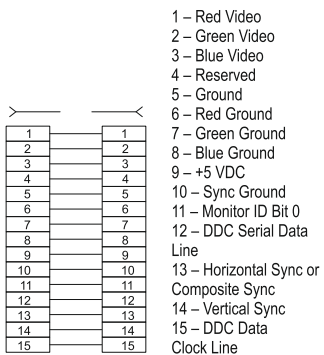 1 – Red Video
2 – Green Video
3 – Blue Video
4 – Reserved
5 – Ground
6 – Red Ground
7 – Green Ground
8 – Blue Ground
9 – +5 VDC
10 – Sync Ground
11 – Monitor ID Bit 0
12 – DDC Serial Data
Line
13 – Horizontal Sync or
Composite Sync
14 – Vertical Sync
15 – DDC Data
Clock Line
1 1
2 2
3 3
4 4
5 5
6 6
7 7
8 8
9 9
10 10
11 11
12 12
13 13
14 14
15 15